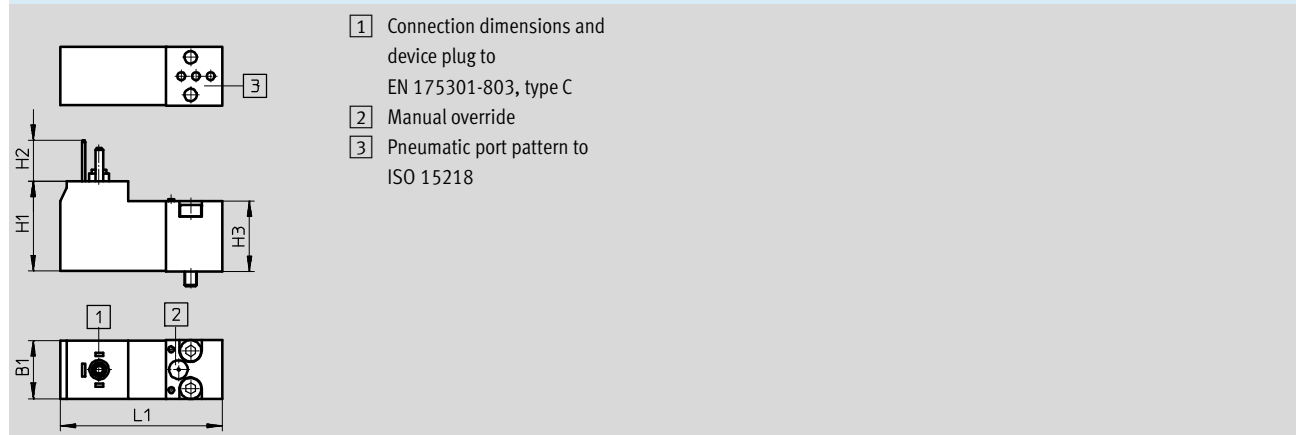 1 Connection dimensions and
device plug to
EN 175301-803, type C
2 Manual override
3 Pneumatic port pattern to
ISO 15218
3
H2
H1
H3
1
2
B1
L1